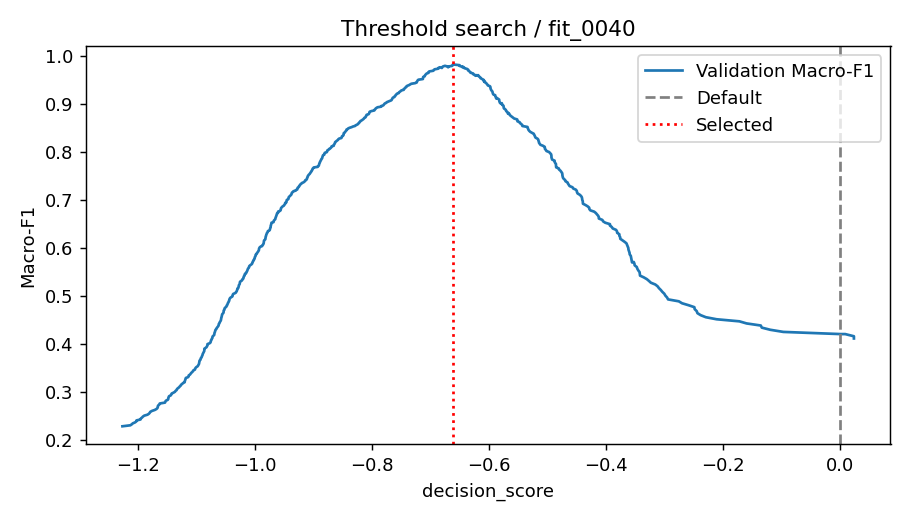 Threshold search / fit_0040
Validation Macro-F1
Default
Selected
Macro-F1
1.0
0.9
0.8
0.7
0.6
0.5
0.4
0.3
0.2
−1.2
−1.0
−0.8
−0.6
−0.4
−0.2
0.0
decision_score